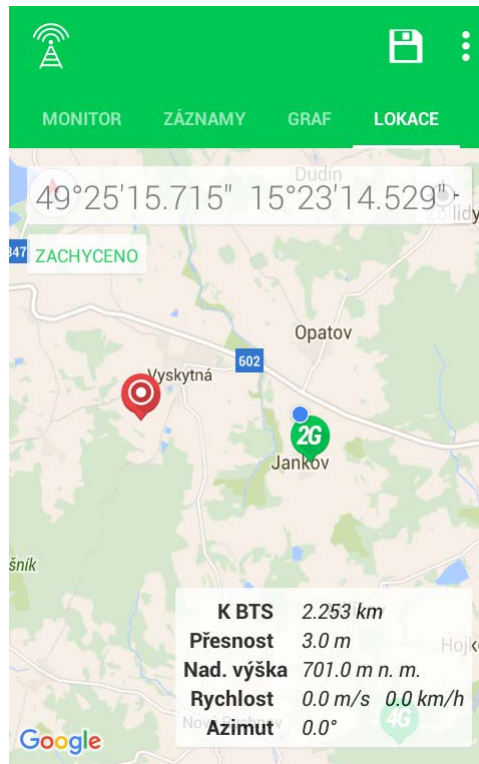 MONITOR ZÁZNAMY GRAF LOKACE
Dudín
49°25'15.715" 15°23'14.529"
347 ZACHYCENO
Opatov
602
Vyskytná
2G
Jankov
šník
K BTS 2.253 km
Přesnost 3.0 m
Nad. výška 701.0 m n. m.
Rychlost 0.0 m/s 0.0 km/h
Azimut 0.0°
4G
Google